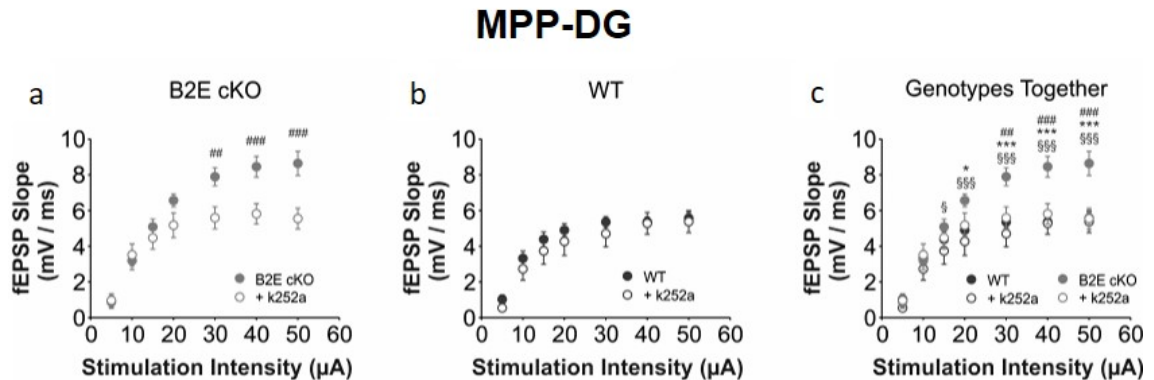 MPP-DG
a
B2E cKO
fEPSP Slope
(mV / ms)
10
8
6
4
2
0
##
###
###
B2E cKO
+ k252a
0 10 20 30 40 50 60
Stimulation Intensity (µA)
b
WT
fEPSP Slope
(mV / ms)
10
8
6
4
2
0
WT
+ k252a
0 10 20 30 40 50 60
Stimulation Intensity (µA)
c
Genotypes Together
fEPSP Slope
(mV / ms)
10
8
6
4
2
0
§
*
§§§
##
***
§§§
###
***
§§§
###
***
§§§
WT
+ k252a
B2E cKO
+ k252a
0 10 20 30 40 50 60
Stimulation Intensity (µA)